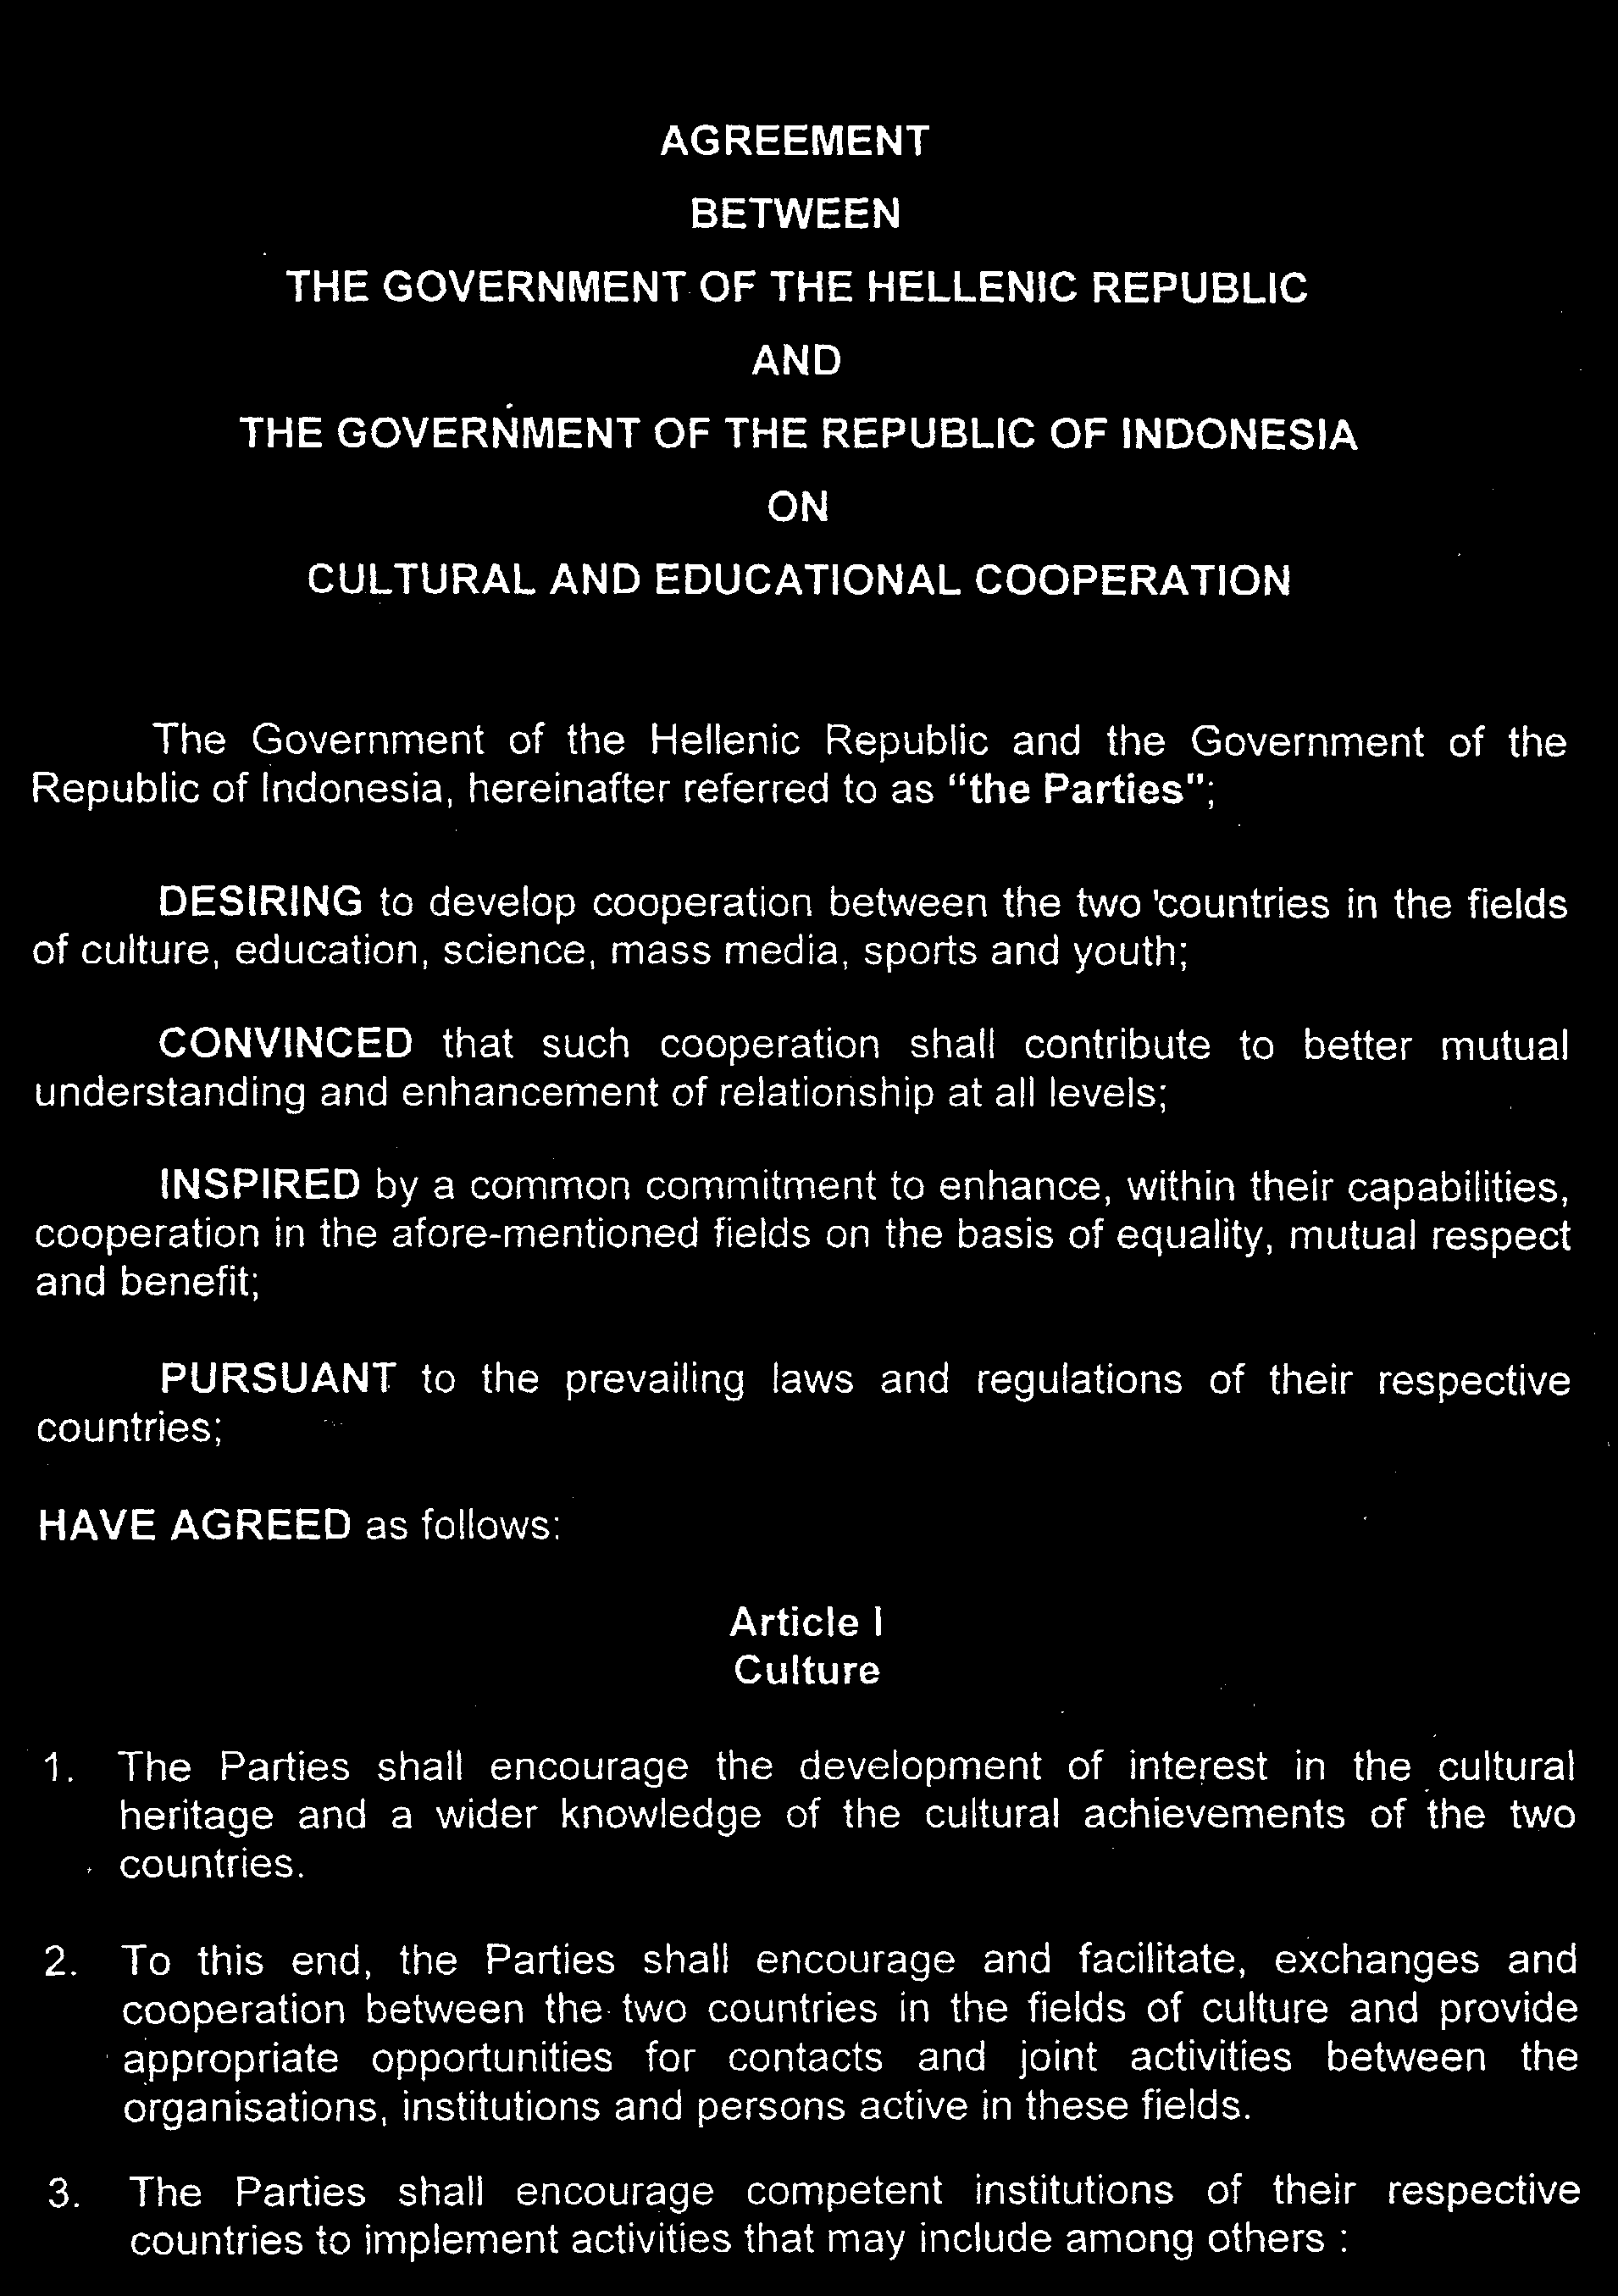 AGREEMENT
BETWEEN
THE GOVERNMENT OF THE HELLENIC REPUBLIC
AND
THE GOVERNMENT OF THE REPUBLIC OF INDONESIA
ON
CULTURAL AND EDUCATIONAL COOPERATION
The Government of the Hellenic Republic and the Government of the
Republic of Indonesia, hereinafter referred to as "the Parties";
DESIRING to develop cooperation between the two countries in the fields
of culture, education, science, mass media, sports and youth;
CONVINCED that such cooperation shall contribute to better mutual
understanding and enhancement of relationship at all levels;
INSPIRED by a common commitment to enhance, within their capabilities,
cooperation in the afore-mentioned fields on the basis of equality, mutual respect
and benefit;
PURSUANT to the prevailing laws and regulations of their respective
countries;
HAVE AGREED as follows:
Article I
Culture
1. The Parties shall encourage the development of interest in the cultural
heritage and a wider knowledge of the cultural achievements of the two
countries.
2. To this end, the Parties shall encourage and facilitate, exchanges and
cooperation between the two countries in the fields of culture and provide
appropriate opportunities for contacts and joint activities between the
organisations, institutions and persons active in these fields.
3. The Parties shall encourage competent institutions of their respective
countries to implement activities that may include among others :